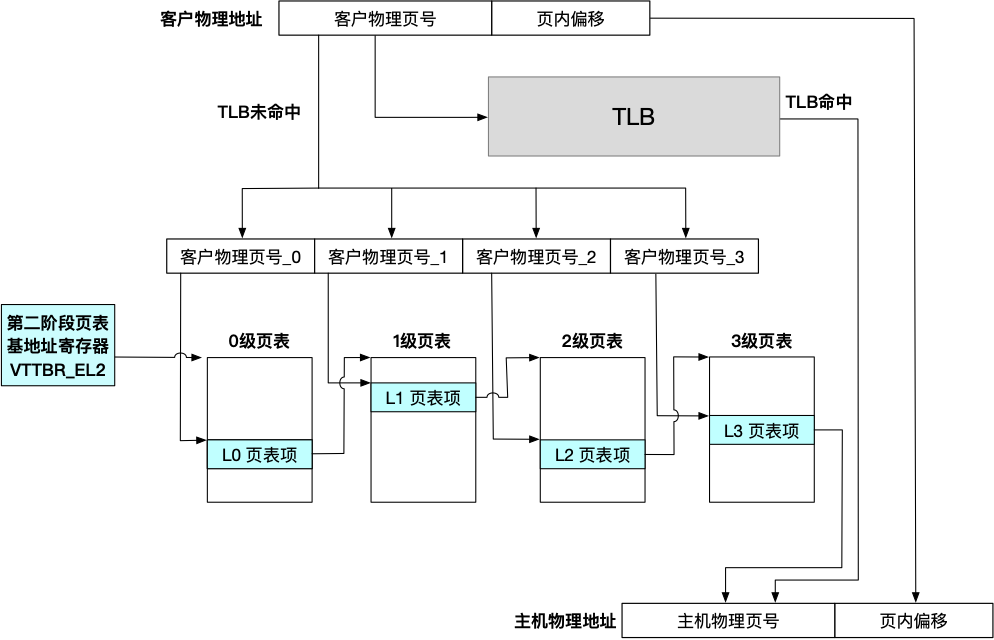 客户物理地址
客户物理页号
页内偏移
TLB未命中
TLB
TLB命中
客户物理页号_0
客户物理页号_1
客户物理页号_2
客户物理页号_3
第二阶段页表
基地址寄存器
VTTBR_EL2
0级页表
1级页表
2级页表
3级页表
L0 页表项
L1 页表项
L2 页表项
L3 页表项
主机物理地址
主机物理页号
页内偏移